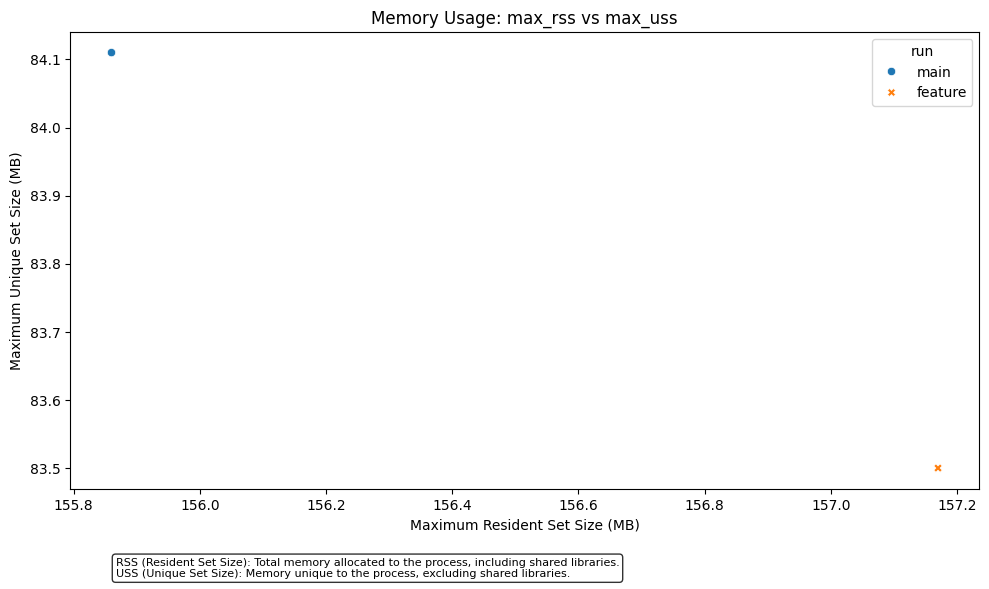 Memory Usage: max_rss vs max_uss
run
main
feature
84.1
84.0
83.9
83.8
83.7
83.6
83.5
Maximum Unique Set Size (MB)
155.8
156.0
156.2
156.4
156.6
156.8
157.0
157.2
Maximum Resident Set Size (MB)
RSS (Resident Set Size): Total memory allocated to the process, including shared libraries.
USS (Unique Set Size): Memory unique to the process, excluding shared libraries.